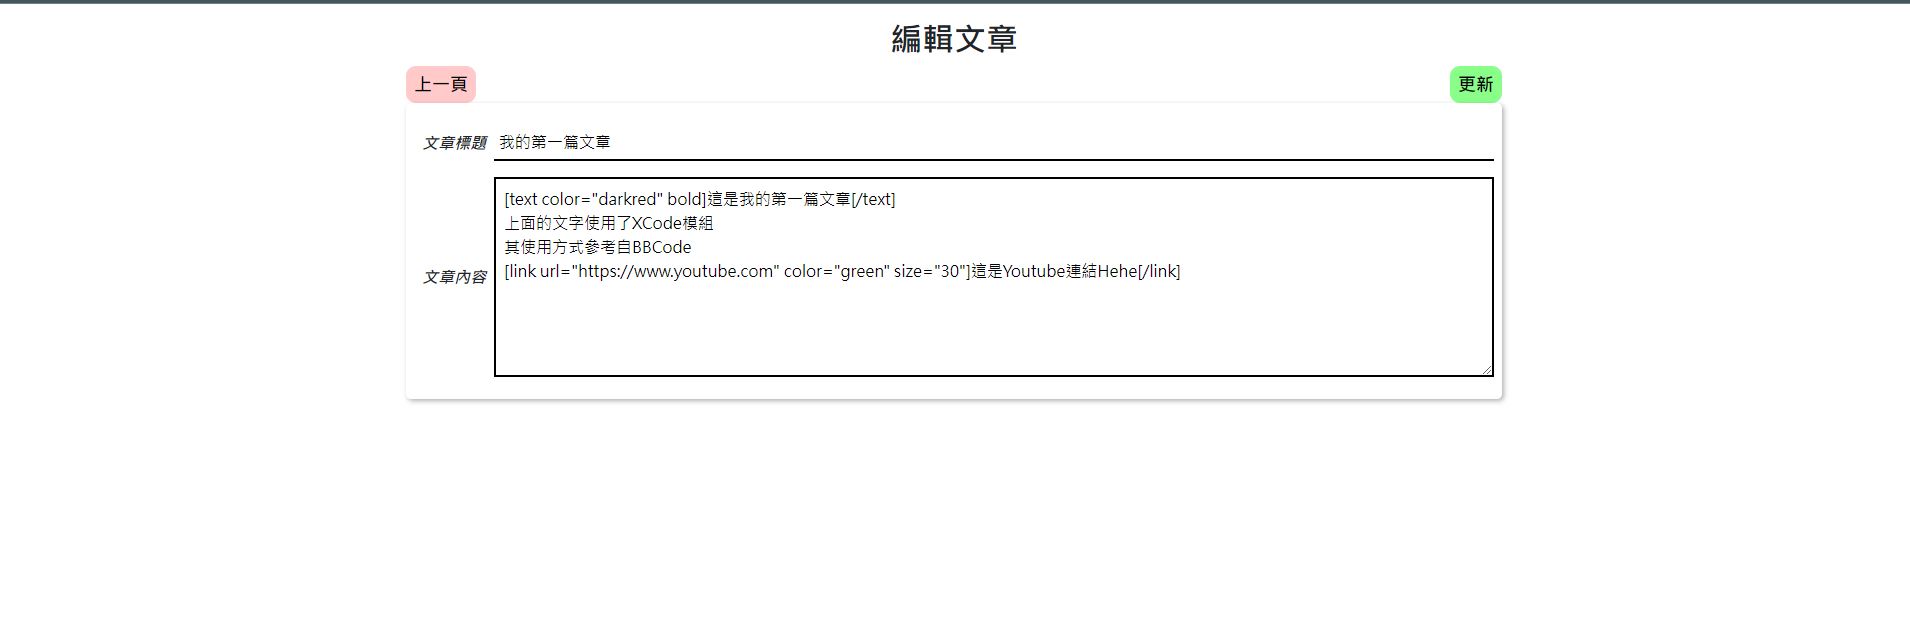 編輯文章
上一頁
更新
文章標題 我的第一篇文章
文章內容
[text color="darkred" bold]這是我的第一篇文章[/text]
上面的文字使用了XCode模組
其使用方式參考自BBCode
[link url="https://www.youtube.com" color="green" size="30"]這是Youtube連結Hehe[/link]